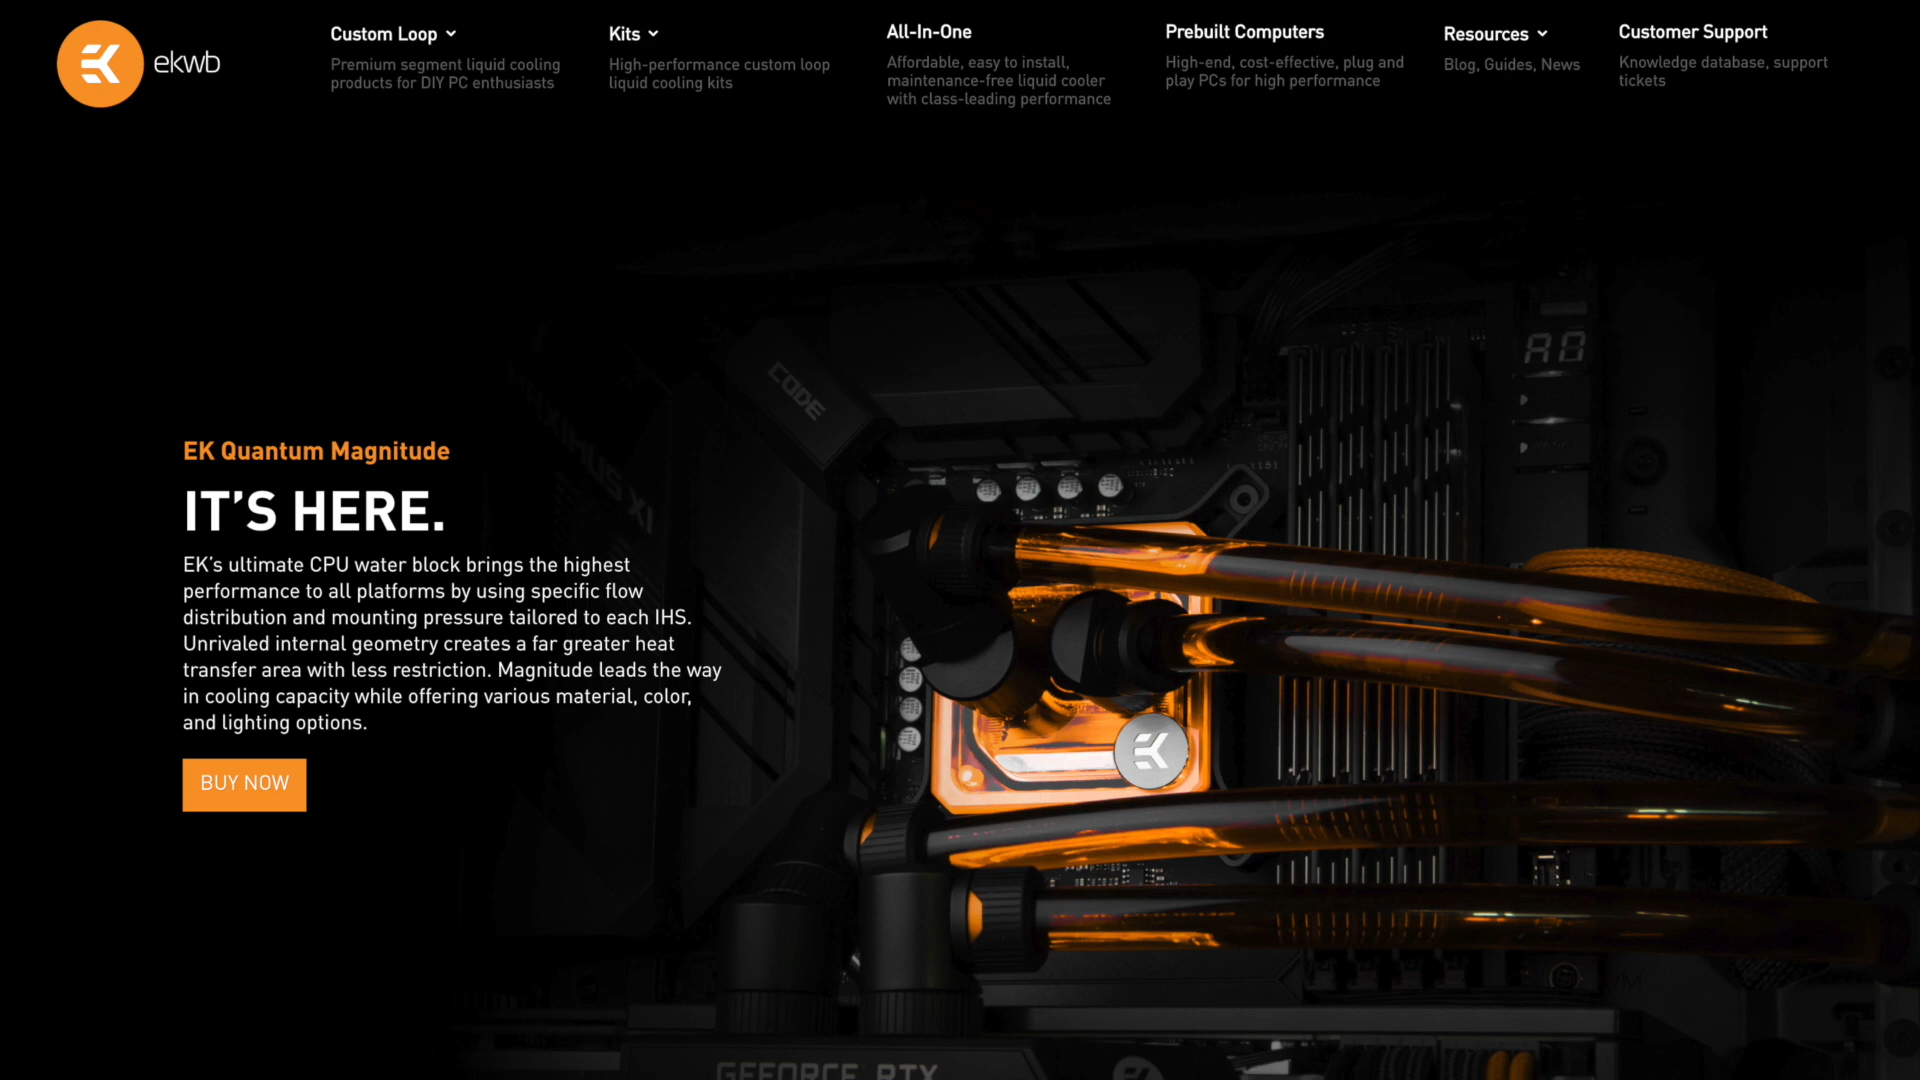 ekwb
Custom Loop
Premium segment liquid cooling
products for DIY PC enthusiasts
Kits
High-performance custom loop
liquid cooling kits
All-In-One
Affordable, easy to install,
maintenance-free liquid cooler
with class-leading performance
Prebuilt Computers
High-end, cost-effective, plug and
play PCs for high performance
Resources
Blog, Guides, News
Customer Support
Knowledge database, support
tickets
A0
CODE
MAXIMUS XI
EK Quantum Magnitude
IT’S HERE.
EK’s ultimate CPU water block brings the highest
performance to all platforms by using specific flow
distribution and mounting pressure tailored to each IHS.
Unrivaled internal geometry creates a far greater heat
transfer area with less restriction. Magnitude leads the way
in cooling capacity while offering various material, color,
and lighting options.
BUY NOW
GEFORCE RTX